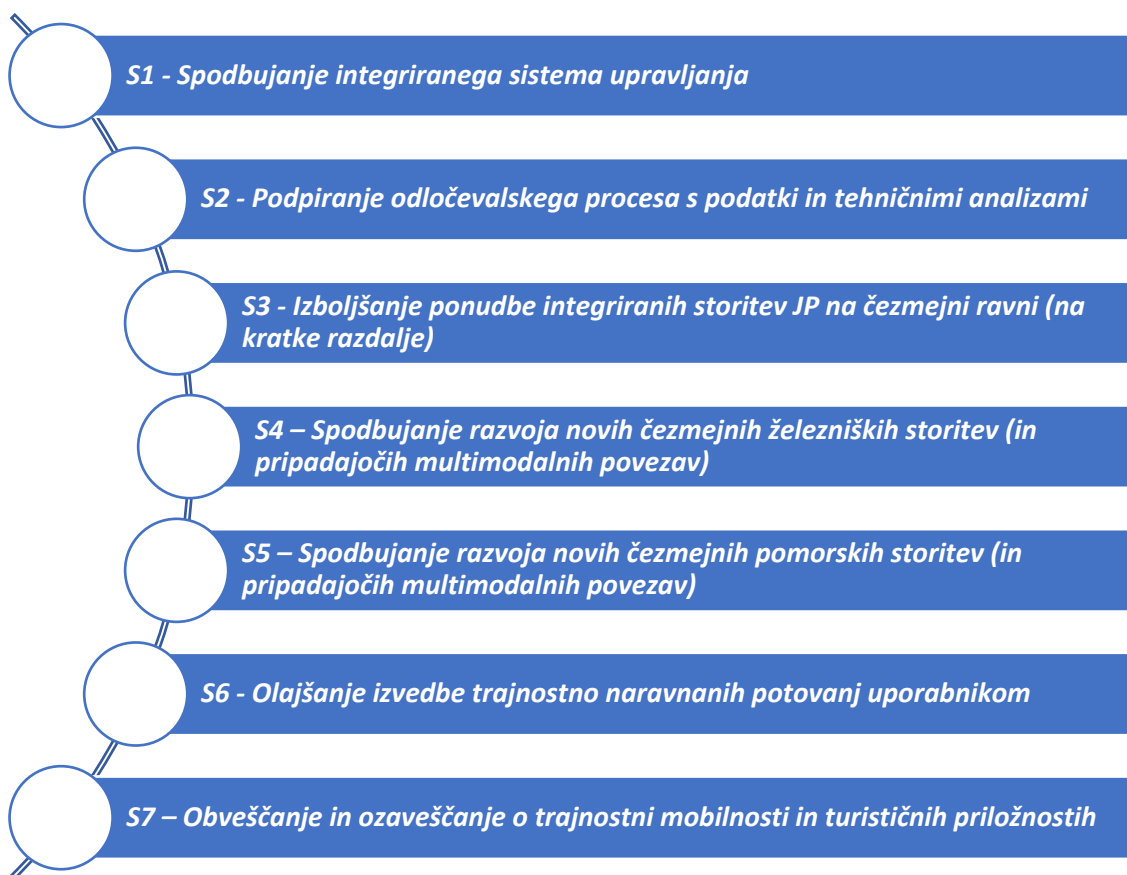 S1 - Spodbujanje integriranega sistema upravljanja
S2 - Podpiranje odločevalskega procesa s podatki in tehničnimi analizami
S3 - Izboljšanje ponudbe integriranih storitev JP na čezmejni ravni (na
kratke razdalje)
S4 – Spodbujanje razvoja novih čezmejnih železniških storitev (in
pripadajočih multimodalnih povezav)
S5 – Spodbujanje razvoja novih čezmejnih pomorskih storitev (in
pripadajočih multimodalnih povezav)
S6 - Olajšanje izvedbe trajnostno naravnanih potovanj uporabnikom
S7 – Obveščanje in ozaveščanje o trajnostni mobilnosti in turističnih priložnostih